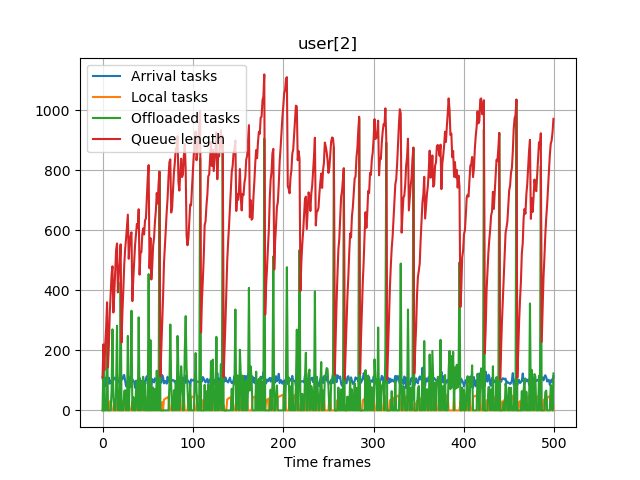 user[2]
Arrival tasks
Local tasks
Offloaded tasks
Queue length
1000
800
600
400
200
0
0 100 200 300 400 500
Time frames